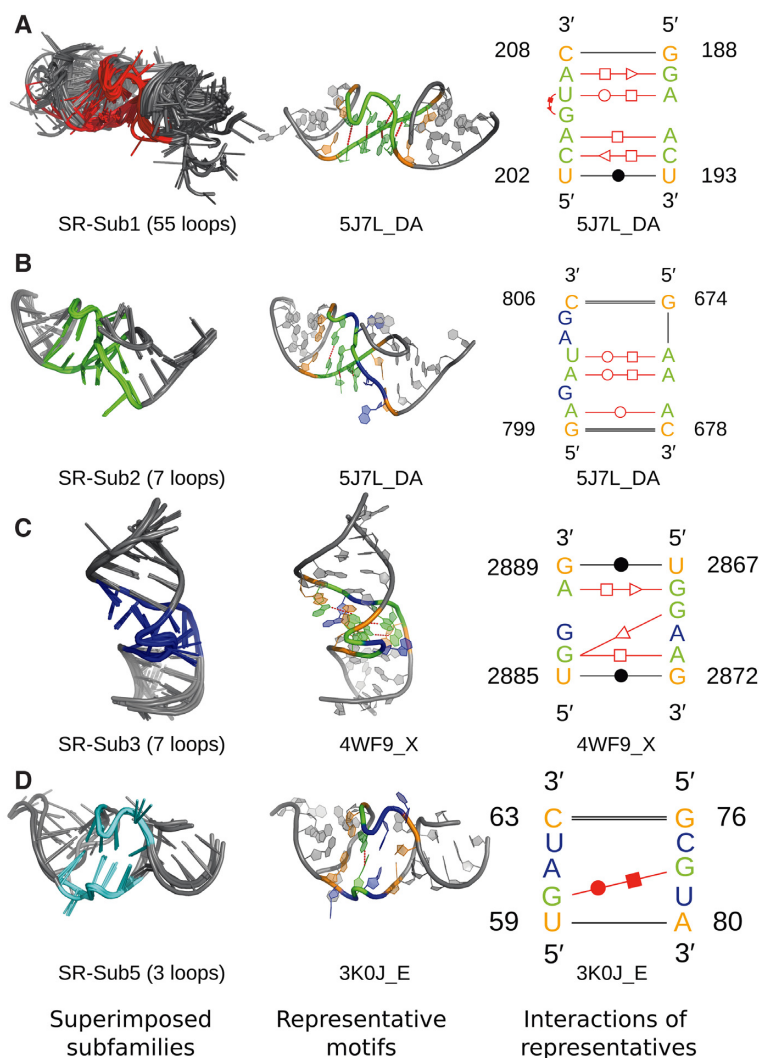 A
3′ 5′
208 C G 188
A G
U A
G
A A
C C
202 U U 193
5′ 3′
SR-Sub1 (55 loops) 5J7L_DA 5J7L_DA
B
3′ 5′
806 C G 674
G
A
U A
A A
G
A A
799 G C 678
5′ 3′
SR-Sub2 (7 loops) 5J7L_DA 5J7L_DA
C
3′ 5′
2889 G U 2867
A G
G
G A
G A
2885 U G 2872
5′ 3′
SR-Sub3 (7 loops) 4WF9_X 4WF9_X
D
3′ 5′
63 C G 76
U C
A G
G U
59 U A 80
5′ 3′
SR-Sub5 (3 loops) 3K0J_E 3K0J_E
Superimposed Representative Interactions of
subfamilies motifs representatives